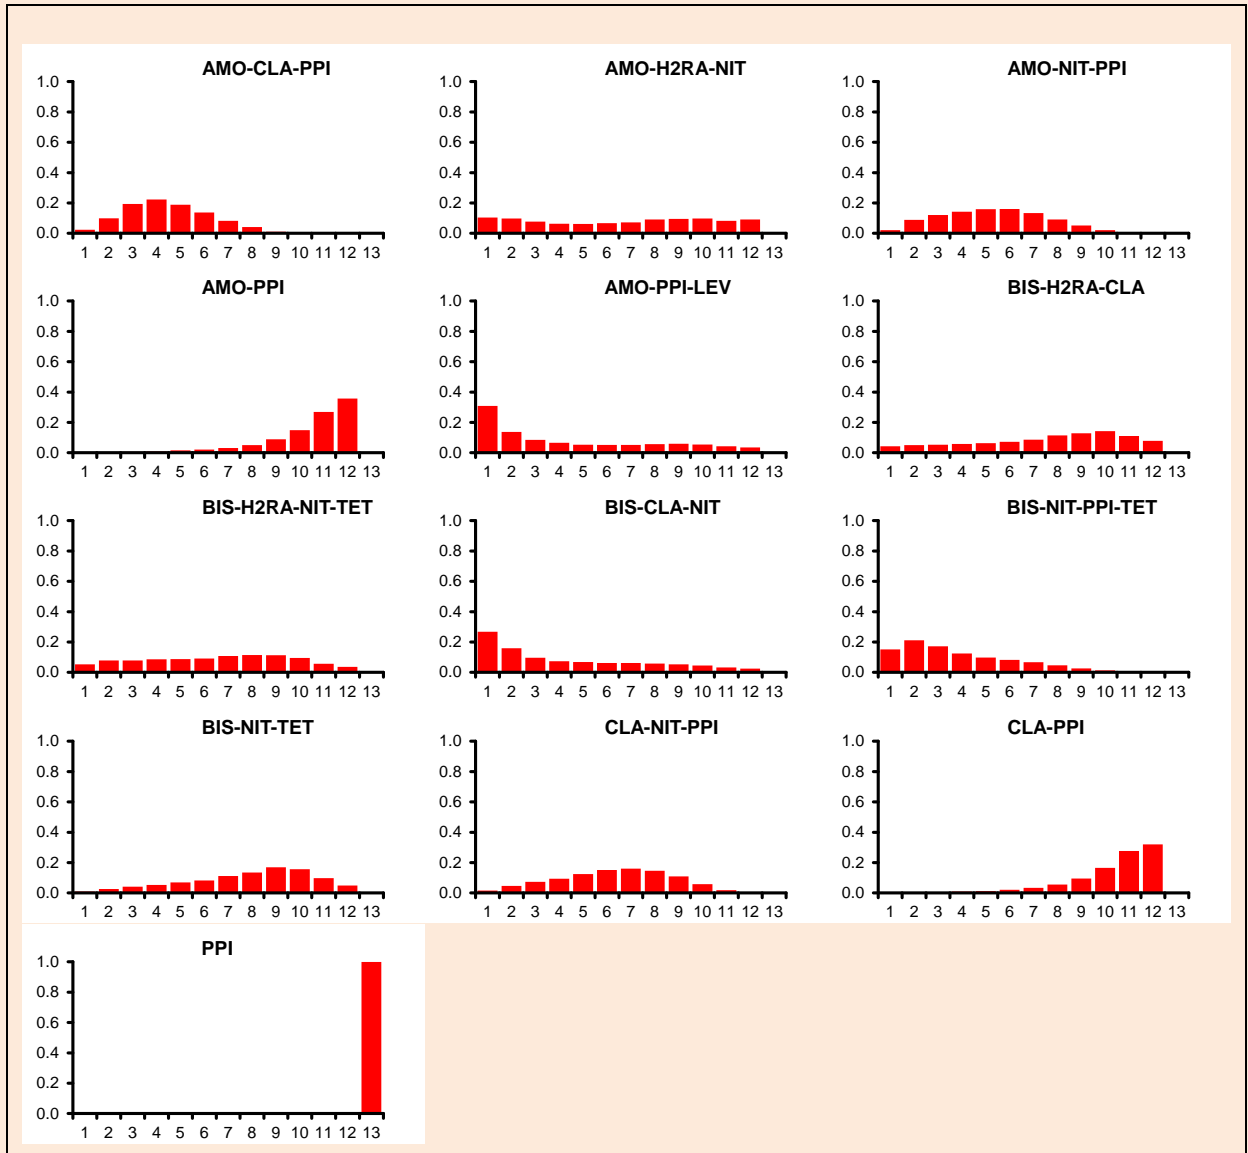 AMO-CLA-PPI AMO-H2RA-NIT AMO-NIT-PPI
1.0 1.0 1.0
0.8 0.8 0.8
0.6 0.6 0.6
0.4 0.4 0.4
0.2 0.2 0.2
0.0 0.0 0.0
1 2 3 4 5 6 7 8 9 10 11 12 13 1 2 3 4 5 6 7 8 9 10 11 12 13 1 2 3 4 5 6 7 8 9 10 11 12 13
AMO-PPI AMO-PPI-LEV BIS-H2RA-CLA
1.0 1.0 1.0
0.8 0.8 0.8
0.6 0.6 0.6
0.4 0.4 0.4
0.2 0.2 0.2
0.0 0.0 0.0
1 2 3 4 5 6 7 8 9 10 11 12 13 1 2 3 4 5 6 7 8 9 10 11 12 13 1 2 3 4 5 6 7 8 9 10 11 12 13
BIS-H2RA-NIT-TET BIS-CLA-NIT BIS-NIT-PPI-TET
1.0 1.0 1.0
0.8 0.8 0.8
0.6 0.6 0.6
0.4 0.4 0.4
0.2 0.2 0.2
0.0 0.0 0.0
1 2 3 4 5 6 7 8 9 10 11 12 13 1 2 3 4 5 6 7 8 9 10 11 12 13 1 2 3 4 5 6 7 8 9 10 11 12 13
BIS-NIT-TET CLA-NIT-PPI CLA-PPI
1.0 1.0 1.0
0.8 0.8 0.8
0.6 0.6 0.6
0.4 0.4 0.4
0.2 0.2 0.2
0.0 0.0 0.0
1 2 3 4 5 6 7 8 9 10 11 12 13 1 2 3 4 5 6 7 8 9 10 11 12 13 1 2 3 4 5 6 7 8 9 10 11 12 13
PPI
1.0
0.8
0.6
0.4
0.2
0.0
1 2 3 4 5 6 7 8 9 10 11 12 13